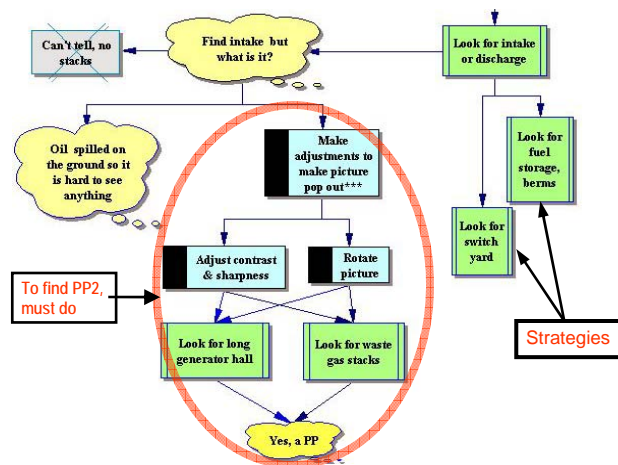 Can't tell, no
stacks
Find intake but
what is it?
Look for intake
or discharge
Oil spilled on
the ground so it
is hard to see
anything
Make
adjustments to
make picture
pop out***
Look for
fuel
storage,
berms
Look for
switch
yard
Adjust contrast
& sharpness
Rotate
picture
To find PP2,
must do
Look for long
generator hall
Look for waste
gas stacks
Strategies
Yes, a PP